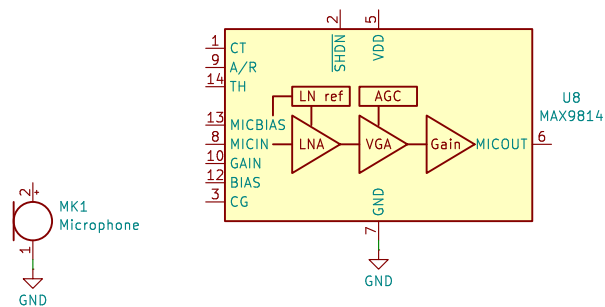 2
5
SHDN
VDD
1 CT
9 A/R
14 TH
LN ref
AGC
U8
MAX9814
13 MICBIAS
8 MICIN
LNA
VGA
Gain
MICOUT 6
10 GAIN
12 BIAS
3 CG
GND
7
GND
2
+
MK1
Microphone
1
GND